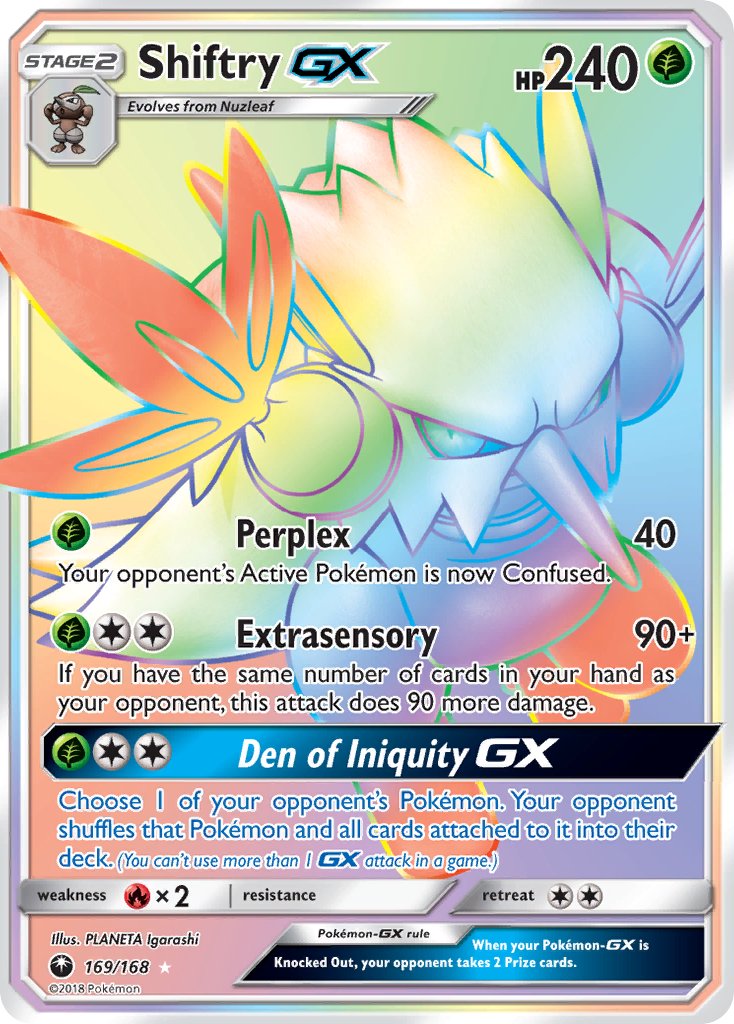 STAGE2 Shiftry GX HP240
Evolves from Nuzleaf
Perplex 40
Your opponent's Active Pokémon is now Confused.
Extrasensory 90+
If you have the same number of cards in your hand as
your opponent, this attack does 90 more damage.
Den of Iniquity GX
Choose 1 of your opponent's Pokémon. Your opponent
shuffles that Pokémon and all cards attached to it into their
deck. (You can't use more than 1 GX attack in a game.)
weakness ×2 resistance retreat
Illus. PLANETA Igarashi
169/168
©2018 Pokémon
Pokémon-GX rule
When your Pokémon-GX is
Knocked Out, your opponent takes 2 Prize cards.